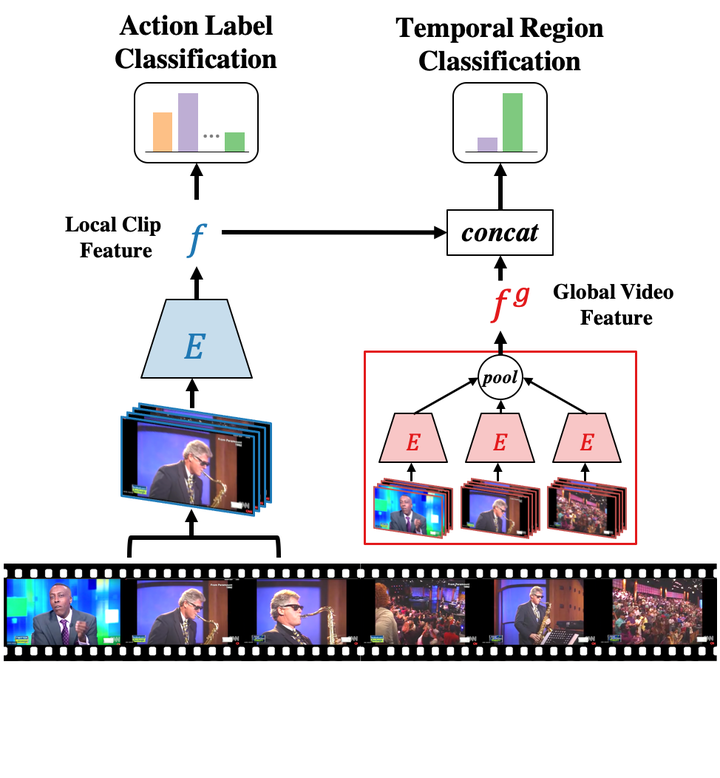 Action Label
Classification
Temporal Region
Classification
...
Local Clip
Feature
f
concat
f^g
Global Video
Feature
E
pool
E
E
E